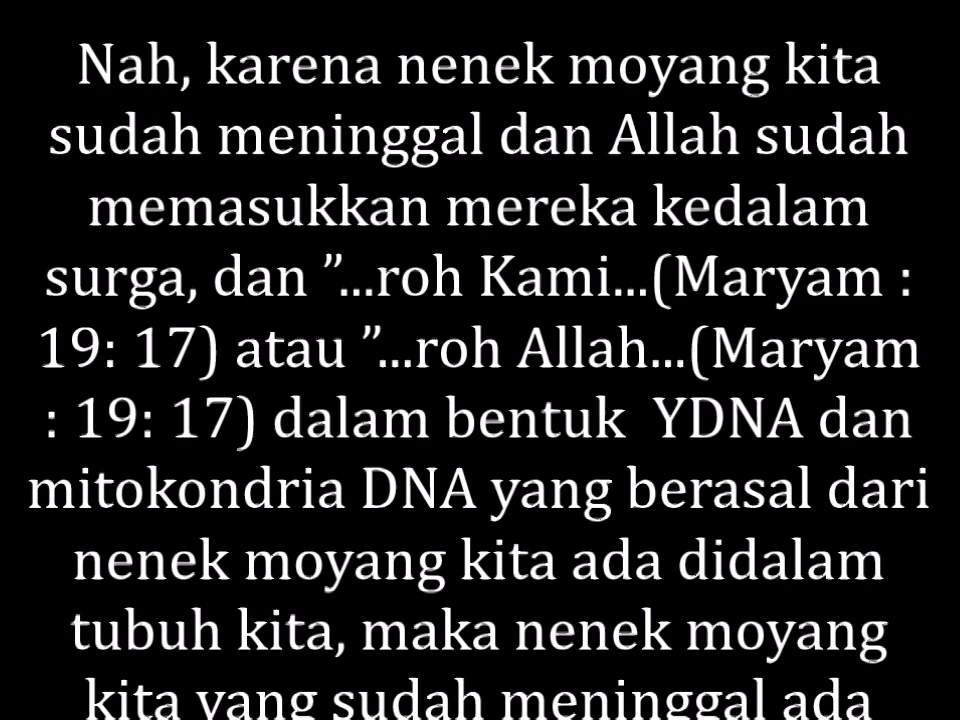 Nah, karena nenek moyang kita
sudah meninggal dan Allah sudah
memasukkan mereka kedalam
surga, dan ”...roh Kami...(Maryam :
19: 17) atau ”...roh Allah...(Maryam
: 19: 17) dalam bentuk  YDNA dan
mitokondria DNA yang berasal dari
nenek moyang kita ada didalam
tubuh kita, maka nenek moyang
kita yang sudah meninggal ada